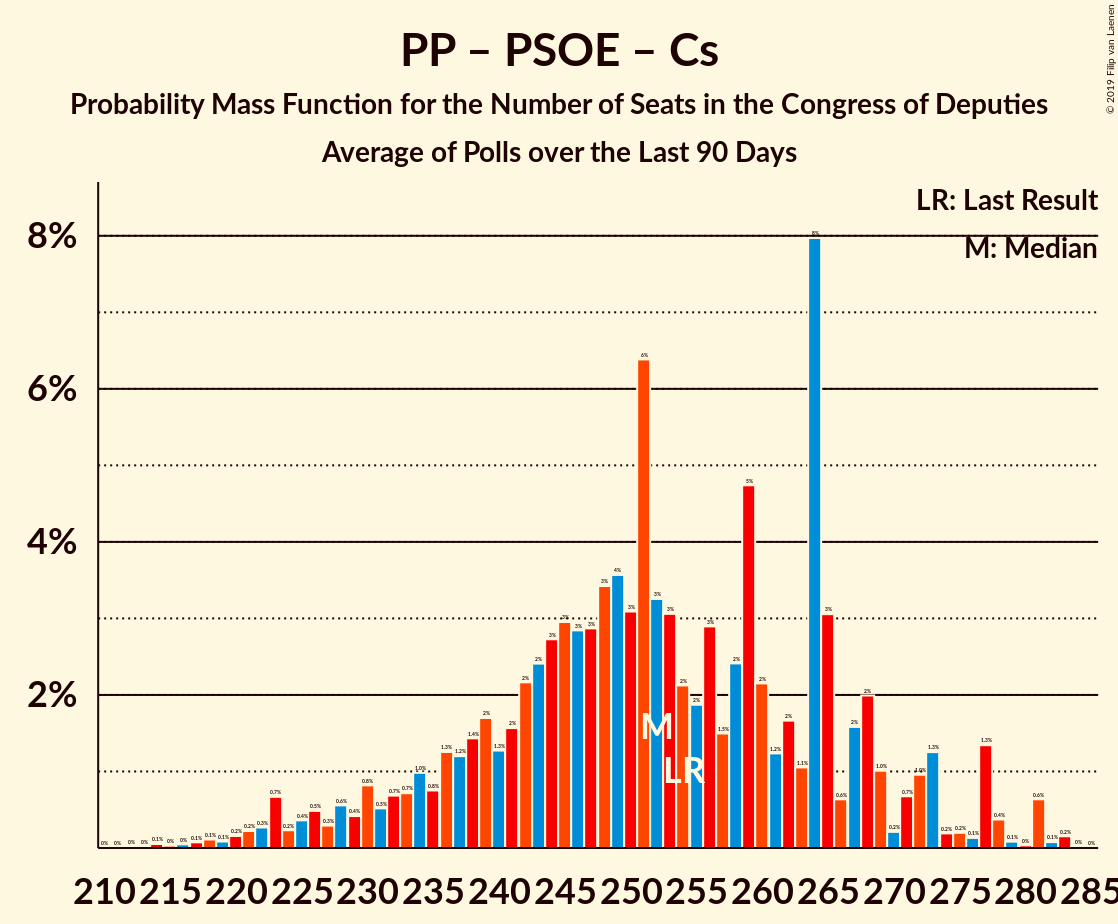 PP – PSOE – Cs
Probability Mass Function for the Number of Seats in the Congress of Deputies
Average of Polls over the Last 90 Days
© 2019 Filip van Laenen
LR: Last Result
M: Median
8%
6%
4%
2%
M
LR
210 215 220 225 230 235 240 245 250 255 260 265 270 275 280 285